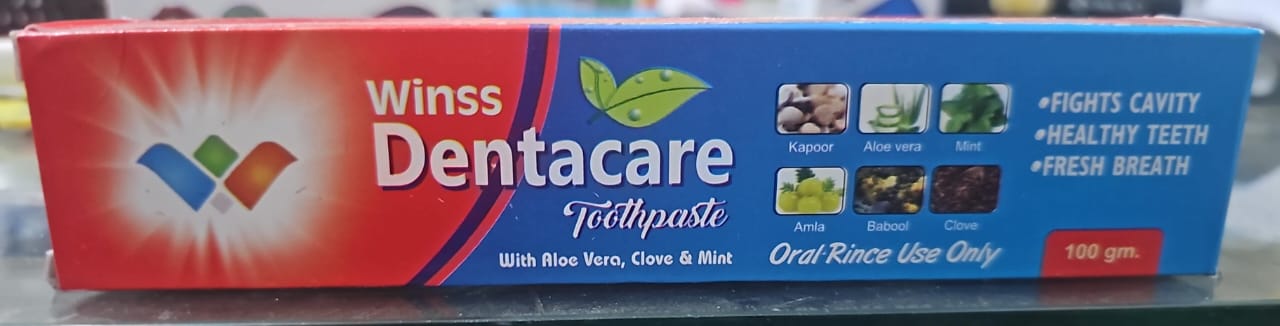 Winss
Dentacare
Toothpaste
With Aloe Vera, Clove & Mint
Kapoor
Aloe vera
Mint
Amla
Babool
Clove
Oral Rince Use Only
•FIGHTS CAVITY
•HEALTHY TEETH
•FRESH BREATH
100 gm.